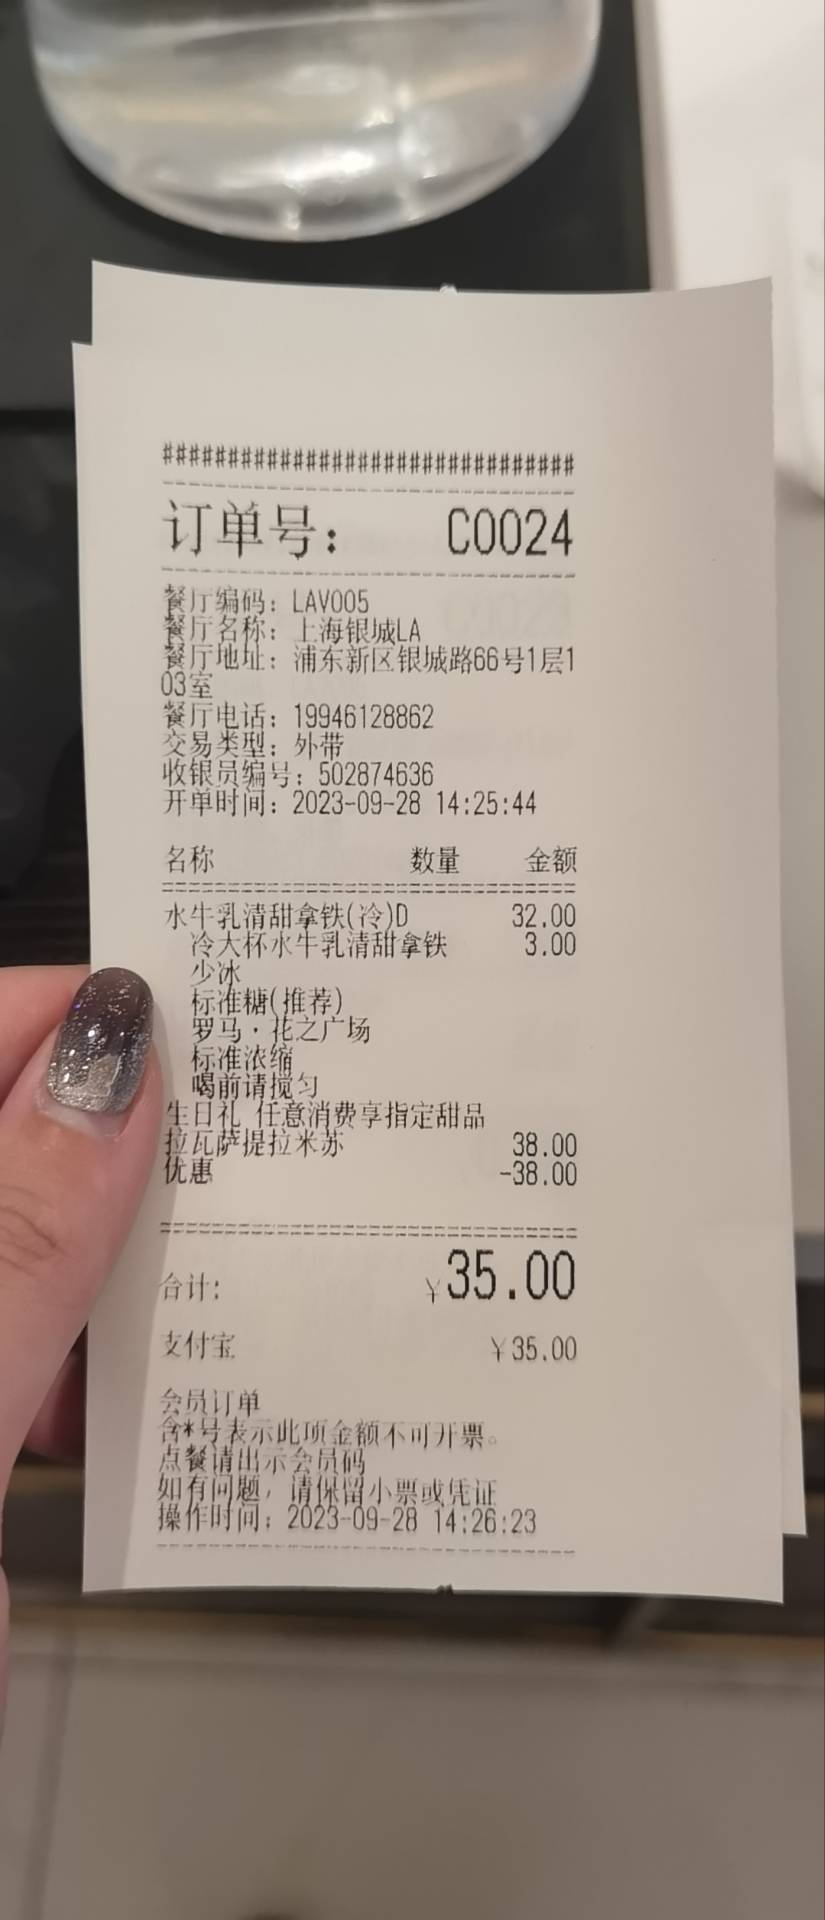 ################################
订单号： C0024
餐厅编码：LAV005
餐厅名称：上海银城LA
餐厅地址：浦东新区银城路66号1层1
03室
餐厅电话：19946128862
交易类型：外带
收银员编号：502874636
开单时间：2023-09-28 14:25:44
名称 数量 金额
水牛乳清甜拿铁(冷)D 32.00
冷大杯水牛乳清甜拿铁 3.00
少冰
标准糖(推荐)
罗马·花之广场
标准浓缩
喝前请搅匀
生日礼 任意消费享指定甜品
拉瓦萨提拉米苏 38.00
优惠 -38.00
合计: ￥35.00
支付宝 ￥35.00
会员订单
含*号表示此项金额不可开票。
点餐请出示会员码
如有问题，请保留小票或凭证
操作时间：2023-09-28 14:26:23